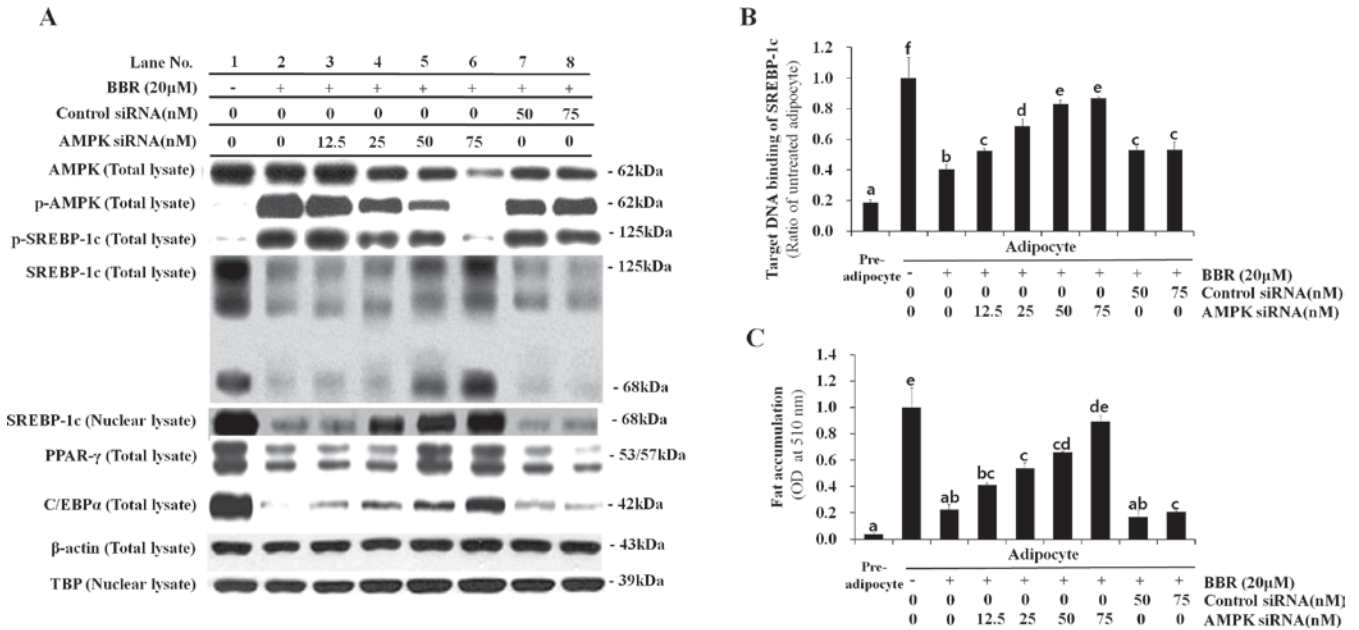 A
Lane No. 1 2 3 4 5 6 7 8
BBR (20μM) - + + + + + + +
Control siRNA(nM) 0 0 0 0 0 0 50 75
AMPK siRNA(nM) 0 0 12.5 25 50 75 0 0
AMPK (Total lysate) - 62kDa
p-AMPK (Total lysate) - 62kDa
p-SREBP-1c (Total lysate) - 125kDa
SREBP-1c (Total lysate) - 125kDa
- 68kDa
SREBP-1c (Nuclear lysate) - 68kDa
PPAR-γ (Total lysate) - 53/57kDa
C/EBPα (Total lysate) - 42kDa
β-actin (Total lysate) - 43kDa
TBP (Nuclear lysate) - 39kDa
B
Target DNA binding of SREBP-1c
(Ratio of untreated adipocyte)
1.2
1.0
0.8
0.6
0.4
0.2
0.0
a f b c d e e c c
Pre-
adipocyte
Adipocyte
- + + + + + + + BBR (20μM)
0 0 0 0 0 0 50 75 Control siRNA(nM)
0 0 12.5 25 50 75 0 0 AMPK siRNA(nM)
C
Fat accumulation
(OD at 510 nm)
1.4
1.2
1.0
0.8
0.6
0.4
0.2
0.0
a e ab bc c cd de ab c
Pre-
adipocyte
Adipocyte
- + + + + + + + BBR (20μM)
0 0 0 0 0 0 50 75 Control siRNA(nM)
0 0 12.5 25 50 75 0 0 AMPK siRNA(nM)